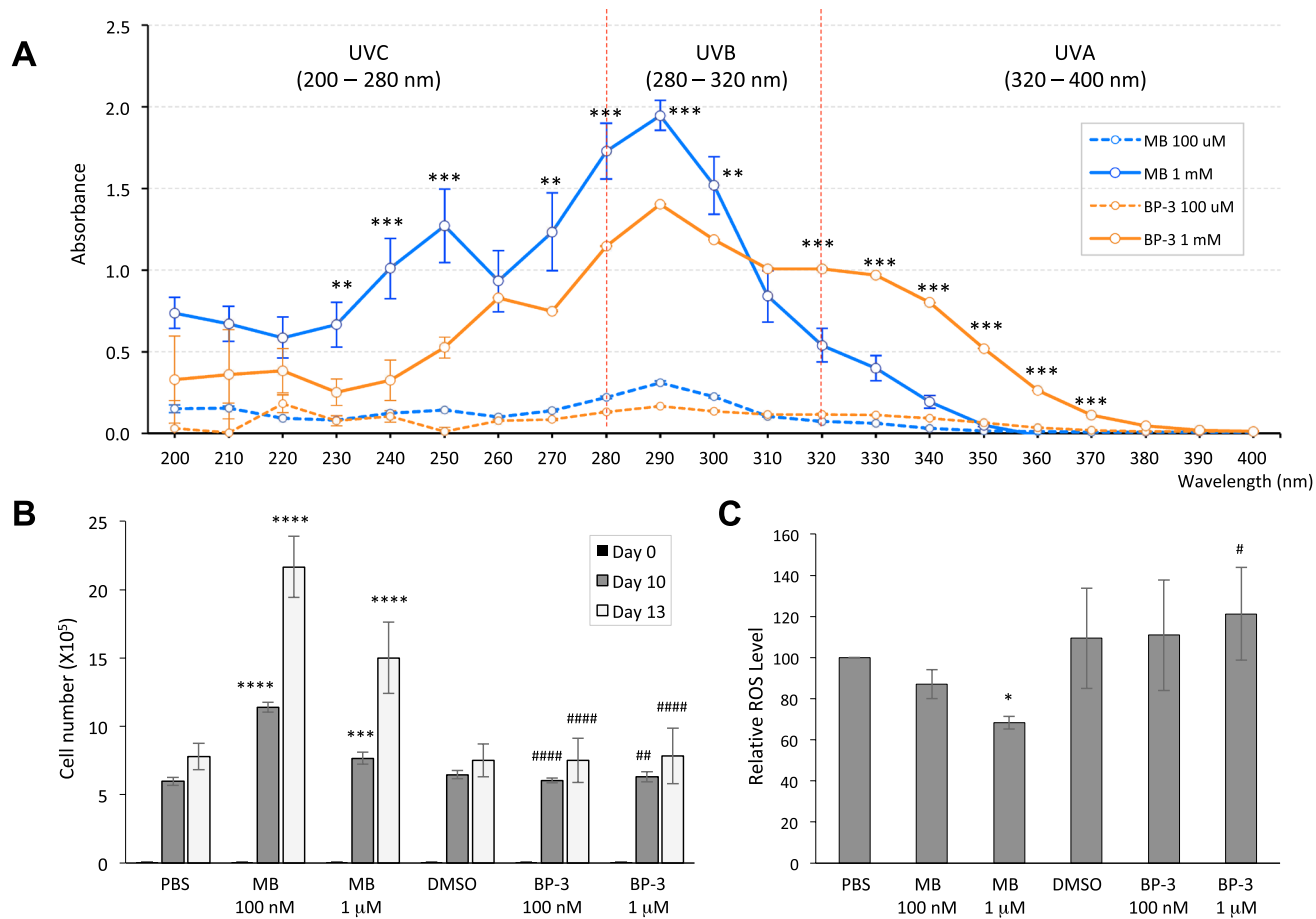 A
UVC
(200 – 280 nm)
UVB
(280 – 320 nm)
UVA
(320 – 400 nm)
Absorbance
2.5
2.0
1.5
1.0
0.5
0.0
** *** *** ** *** *** ** *** *** *** *** *** ***
MB 100 uM
MB 1 mM
BP-3 100 uM
BP-3 1 mM
200 210 220 230 240 250 260 270 280 290 300 310 320 330 340 350 360 370 380 390 400
Wavelength (nm)
B
Cell number (X10⁵)
25
20
15
10
5
0
Day 0
Day 10
Day 13
**** **** *** **** #### #### ## ####
PBS MB MB DMSO BP-3 BP-3
100 nM 1 µM 100 nM 1 µM
C
Relative ROS Level
160
140
120
100
80
60
40
20
0
* #
PBS MB MB DMSO BP-3 BP-3
100 nM 1 µM 100 nM 1 µM